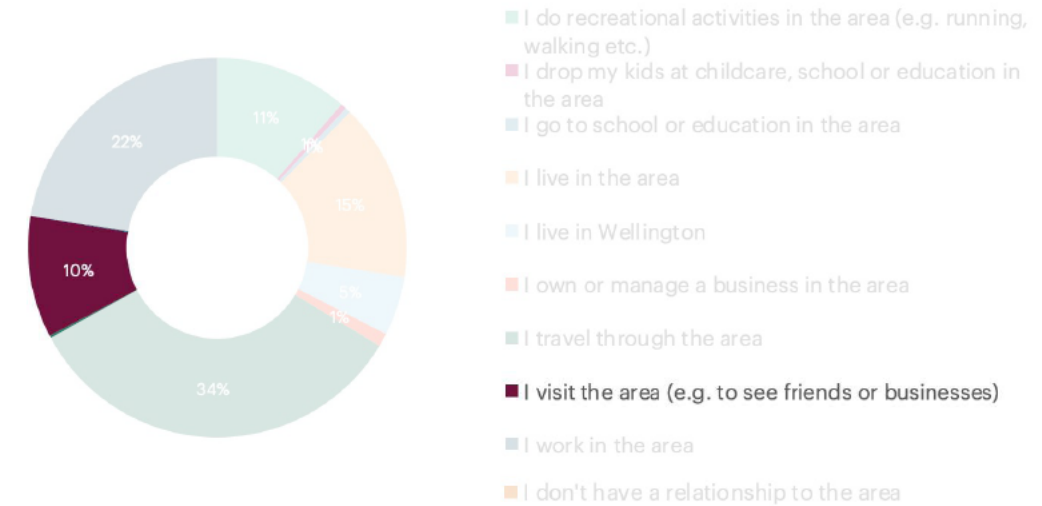 I do recreational activities in the area (e.g. running,
walking etc.)
I drop my kids at childcare, school or education in
the area
I go to school or education in the area
I live in the area
I live in Wellington
I own or manage a business in the area
I travel through the area
I visit the area (e.g. to see friends or businesses)
I work in the area
I don't have a relationship to the area
11%
22%
15%
10%
5%
1%
34%